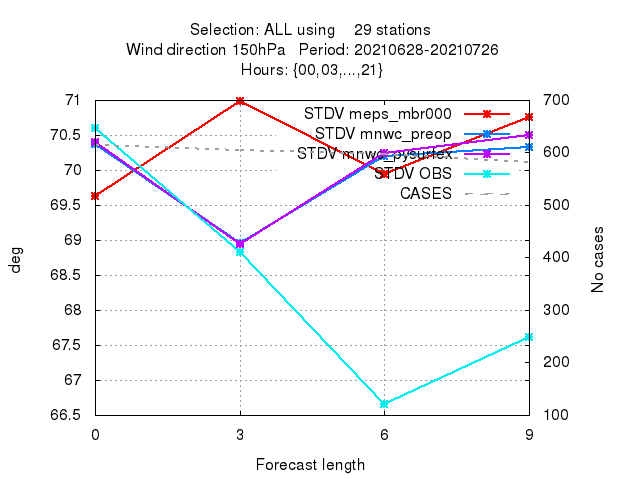 Selection: ALL using    29 stations
Wind direction 150hPa   Period: 20210628-20210726
Hours: {00,03,...,21}
71 700
STDV meps_mbr000
70.5 STDV mnwc_preop 600
STDV mnwc_pysurfex
70 STDV OBS
CASES
69.5 500
69 400
68.5
68 300
67.5 200
67
66.5 100
0 3 6 9
Forecast length
deg
No cases